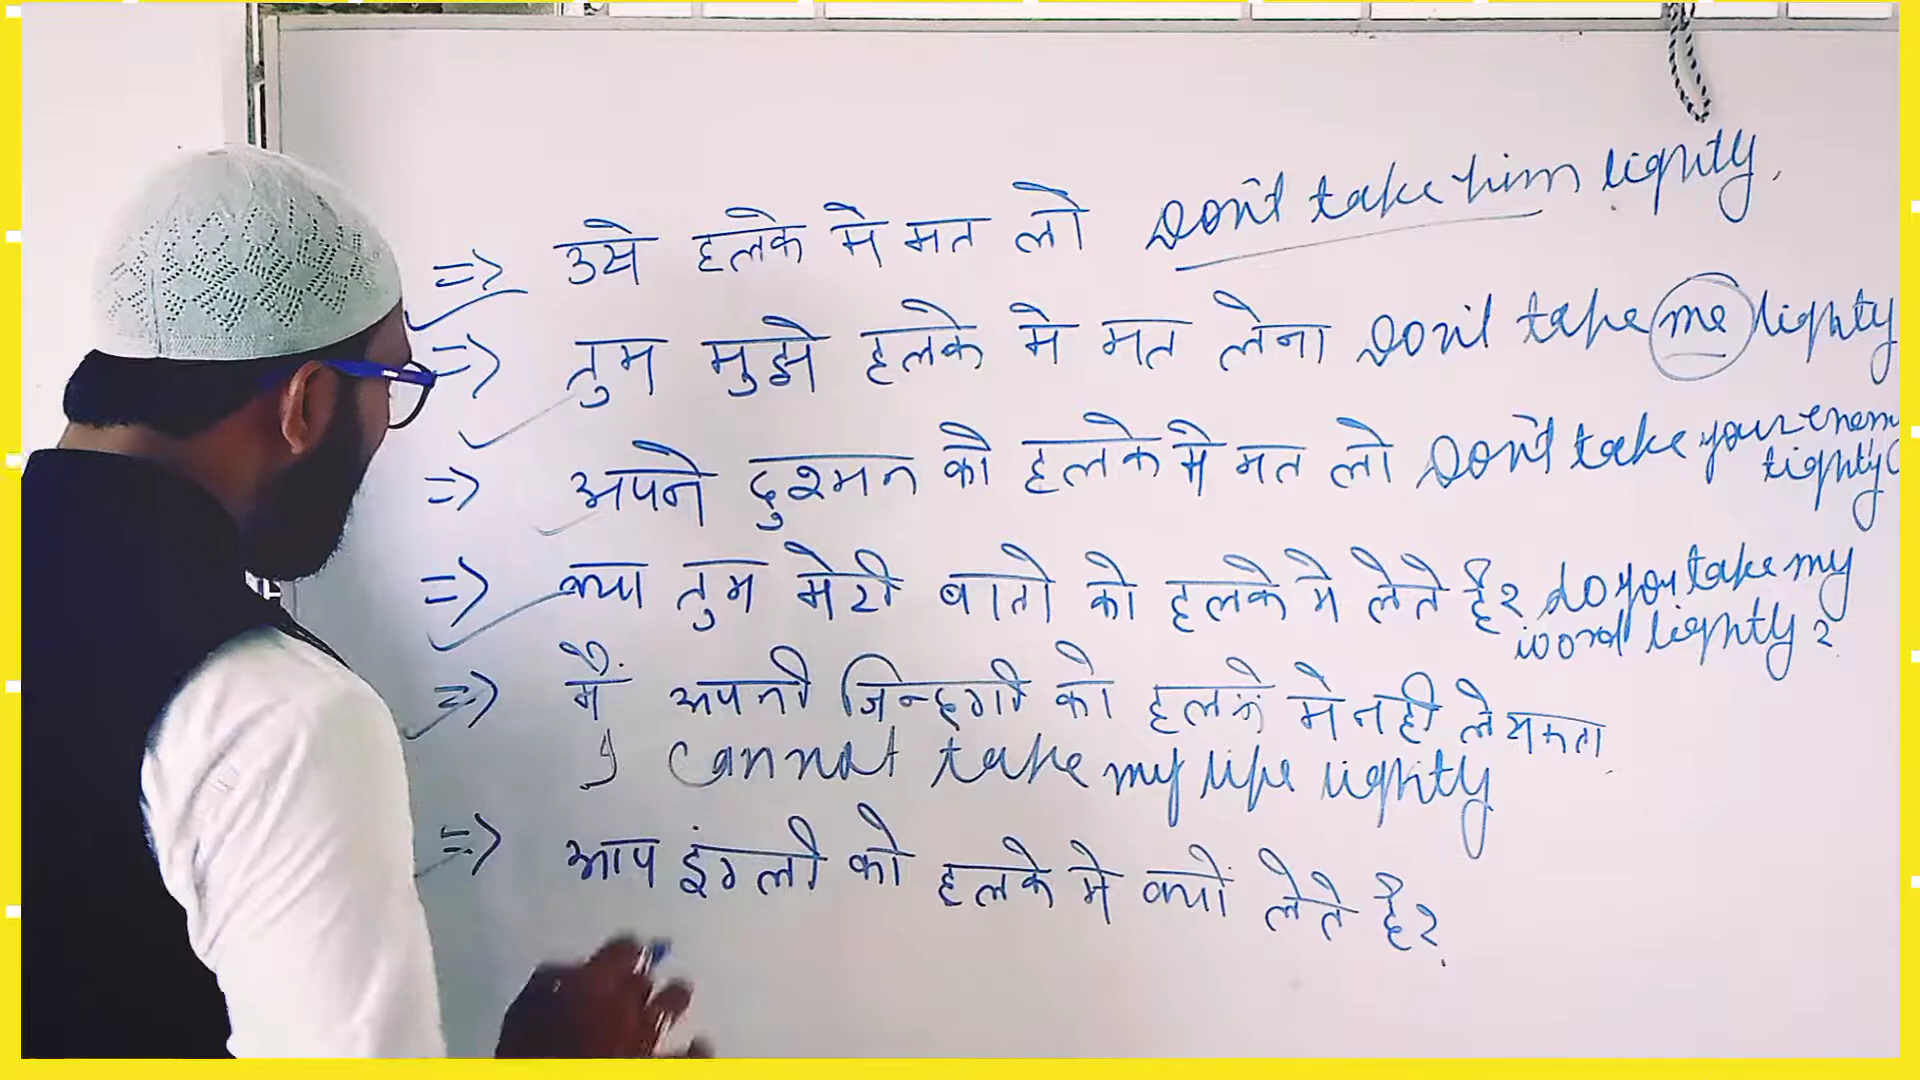 => उसे हलके मे मत लो Don't take him lightly.
=> तुम मुझे हलके मे मत लेना Don't take me lightly
=> अपने दुश्मन को हलके मे मत लो Don't take your enemy
lightly
=> क्या तुम मेरी बातो को हलके मे लेते है? do you take my
word lightly?
=> मैं अपनी जिन्दगी को हलके मे नही ले सकता
I cannot take my life lightly
=> आप इंगली को हलके मे क्यों लेते है?